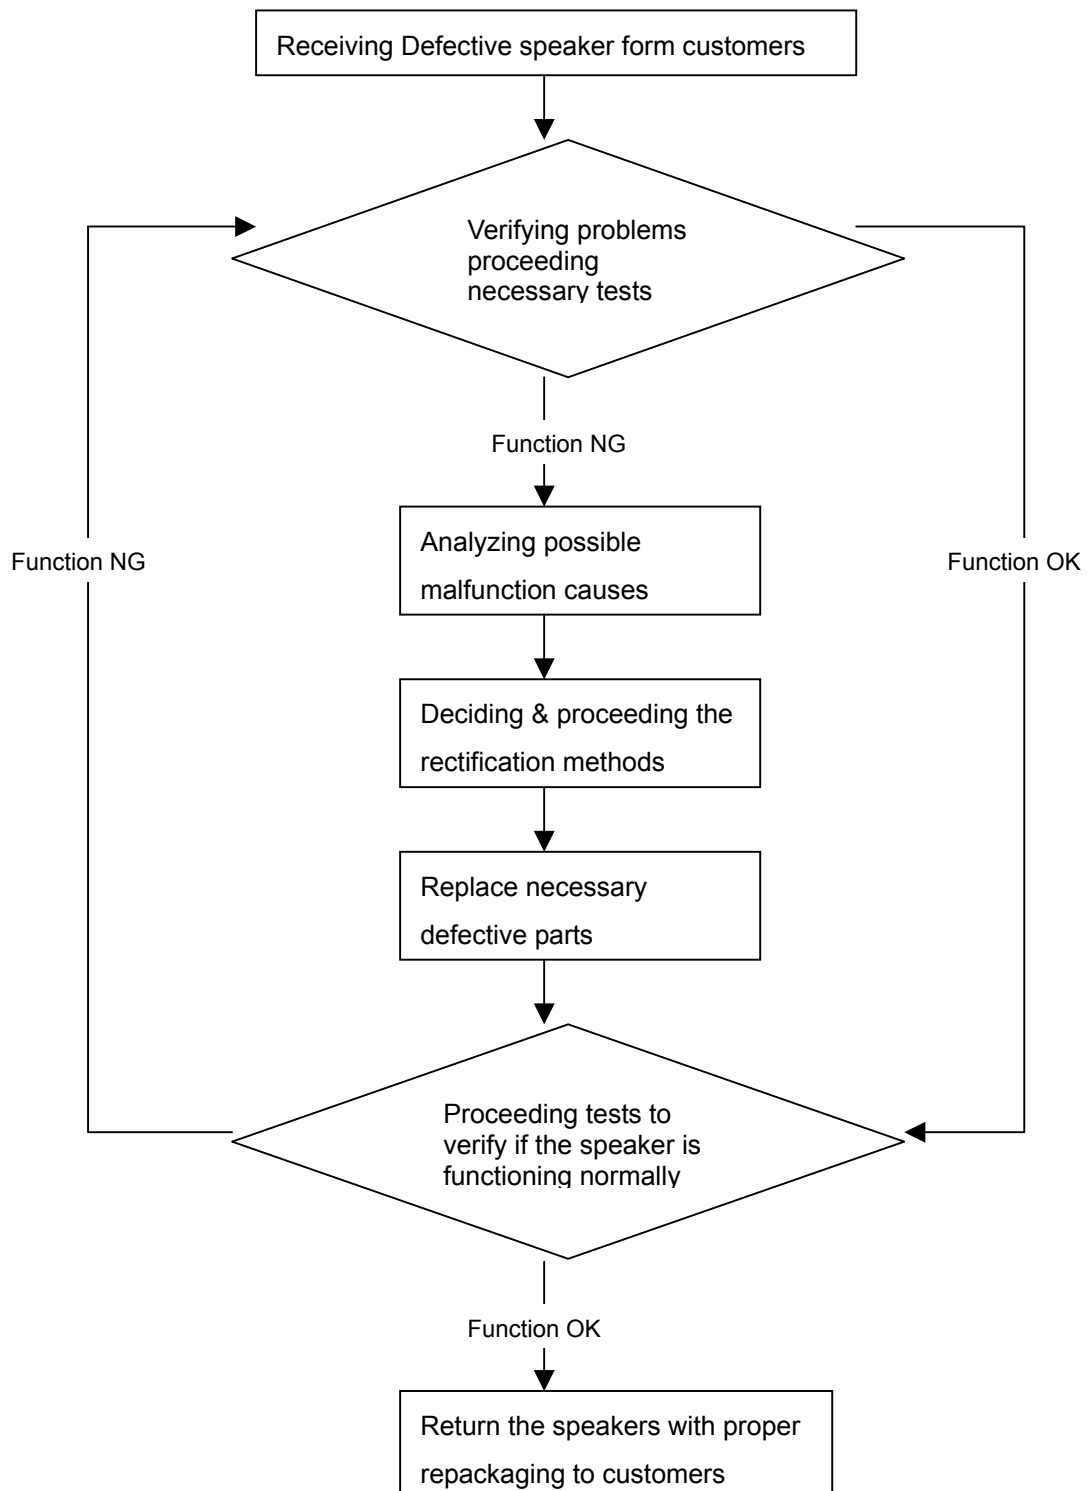 Receiving Defective speaker form customers
Verifying problems
proceeding
necessary tests
Function NG
Analyzing possible
malfunction causes
Function NG
Function OK
Deciding & proceeding the
rectification methods
Replace necessary
defective parts
Proceeding tests to
verify if the speaker is
functioning normally
Function OK
Return the speakers with proper
repackaging to customers